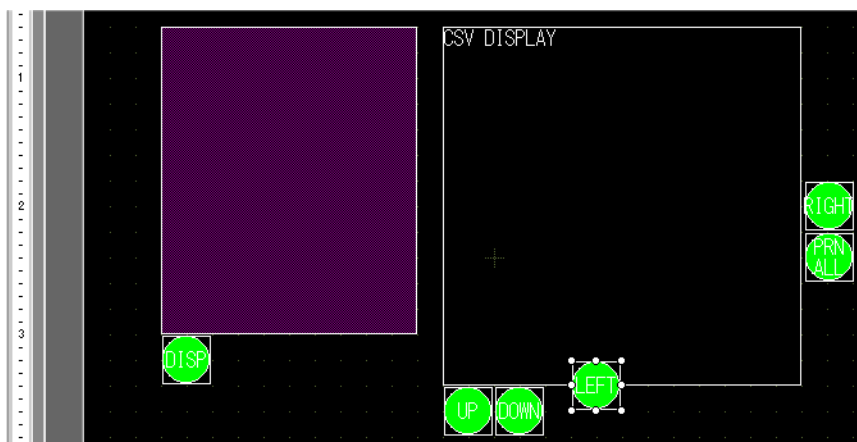 CSV DISPLAY
1
2
RIGHT
PRN
ALL
3
DISP
LEFT
UP
DOWN